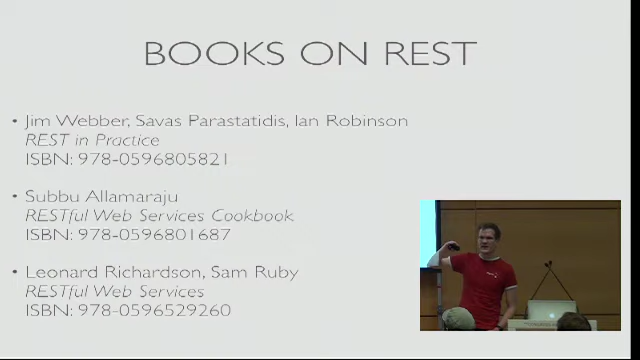 BOOKS ON REST
• Jim Webber, Savas Parastatidis, Ian Robinson
REST in Practice
ISBN: 978-0596805821
• Subbu Allamaraju
RESTful Web Services Cookbook
ISBN: 978-0596801687
• Leonard Richardson, Sam Ruby
RESTful Web Services
ISBN: 978-0596529260